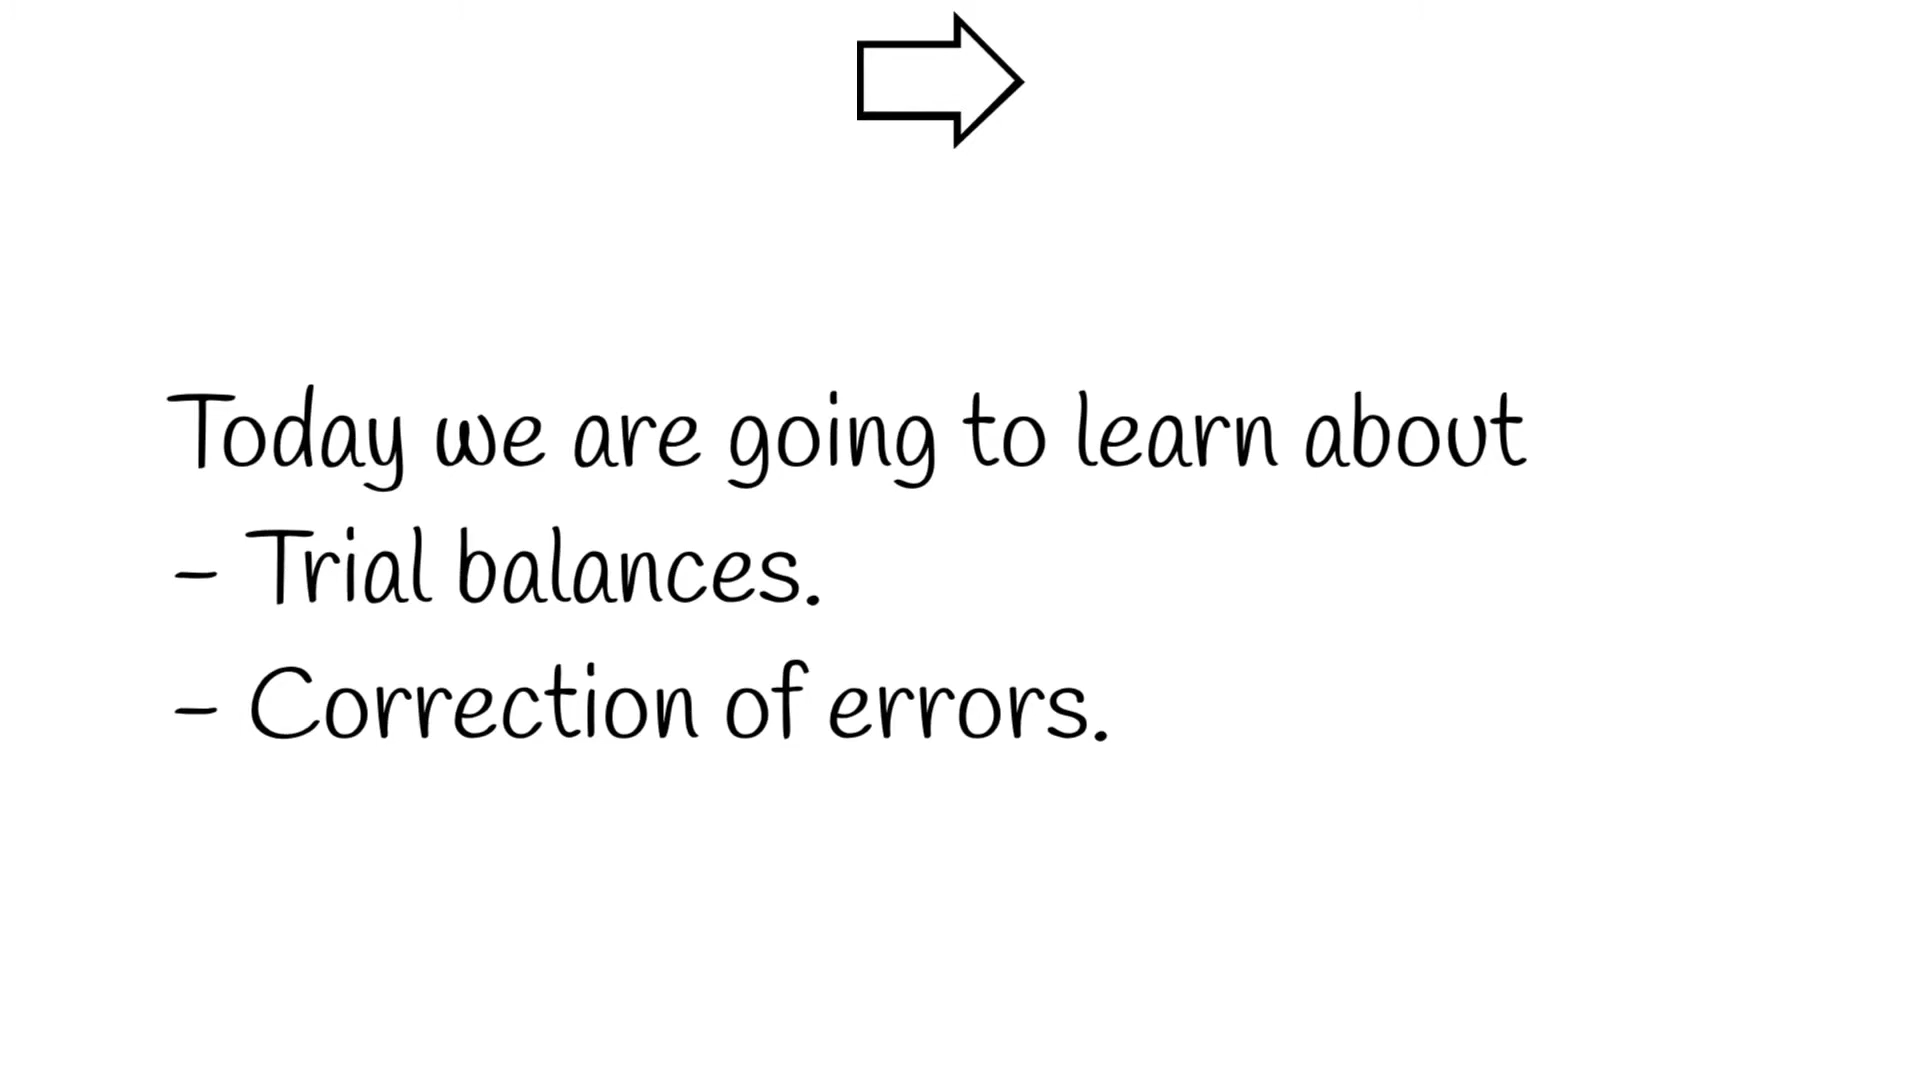 Today we are going to learn about
- Trial balances.
- Correction of errors.